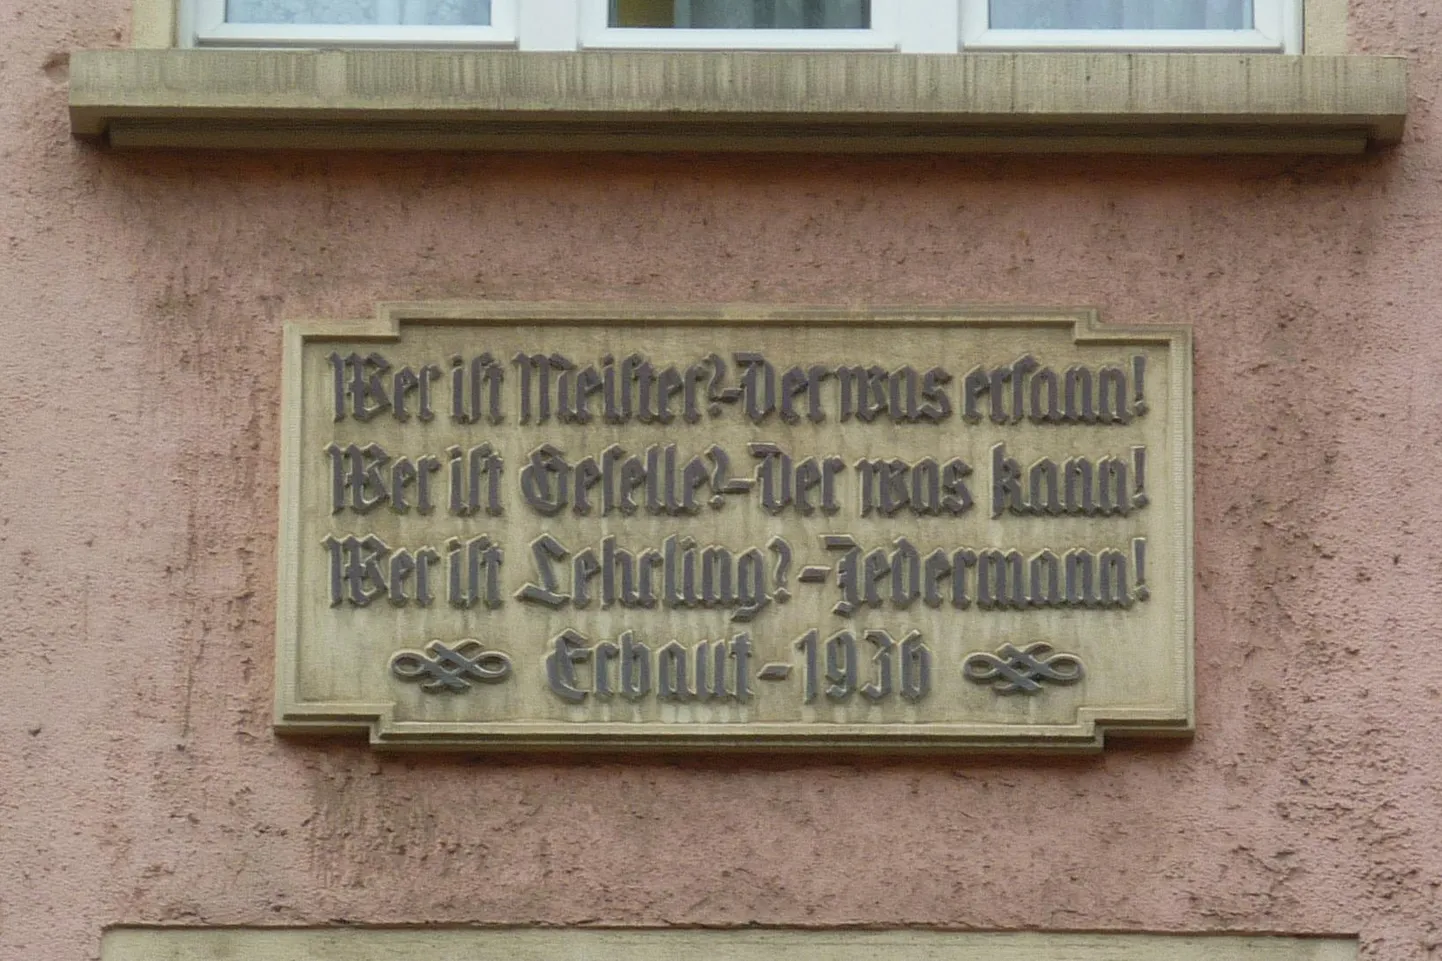 Wer ist Meister? - Der was ersann!
Wer ist Geselle? - Der was kann!
Wer ist Lehrling? - Jedermann!
Erbaut - 1936